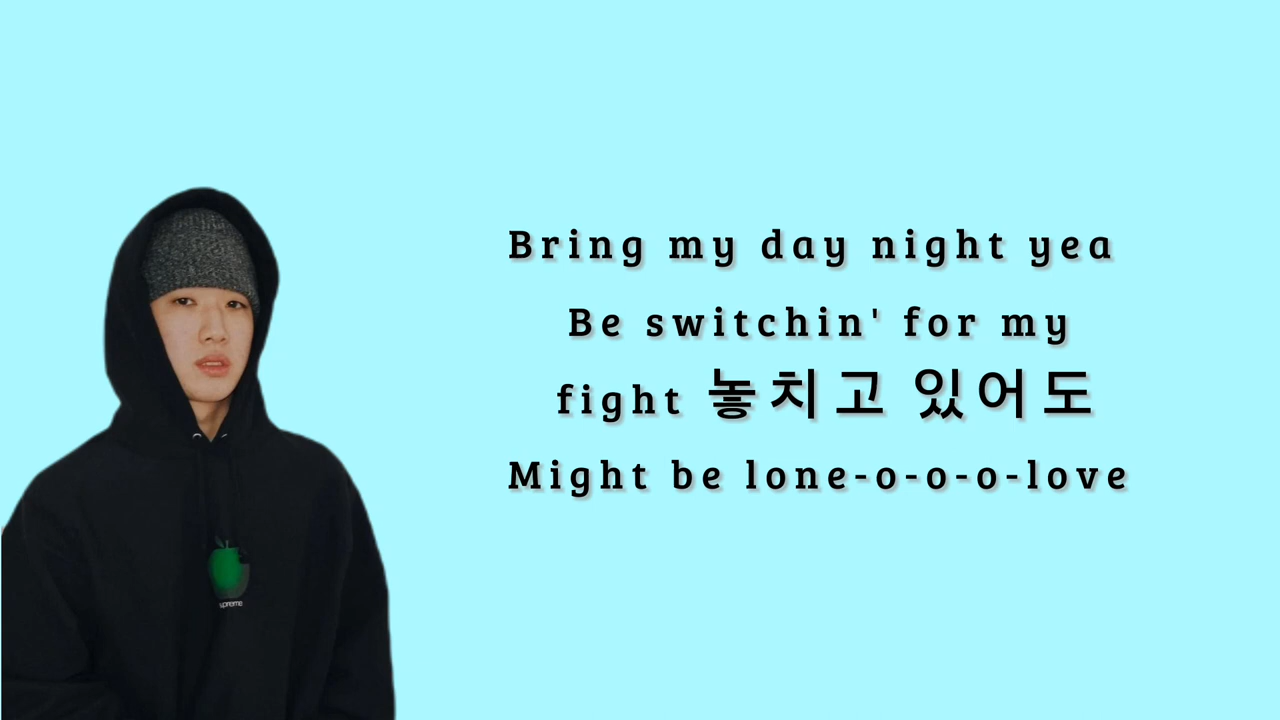 Bring my day night yea
Be switchin' for my
fight 놓치고 있어도
Might be lone-o-o-o-love
upreme